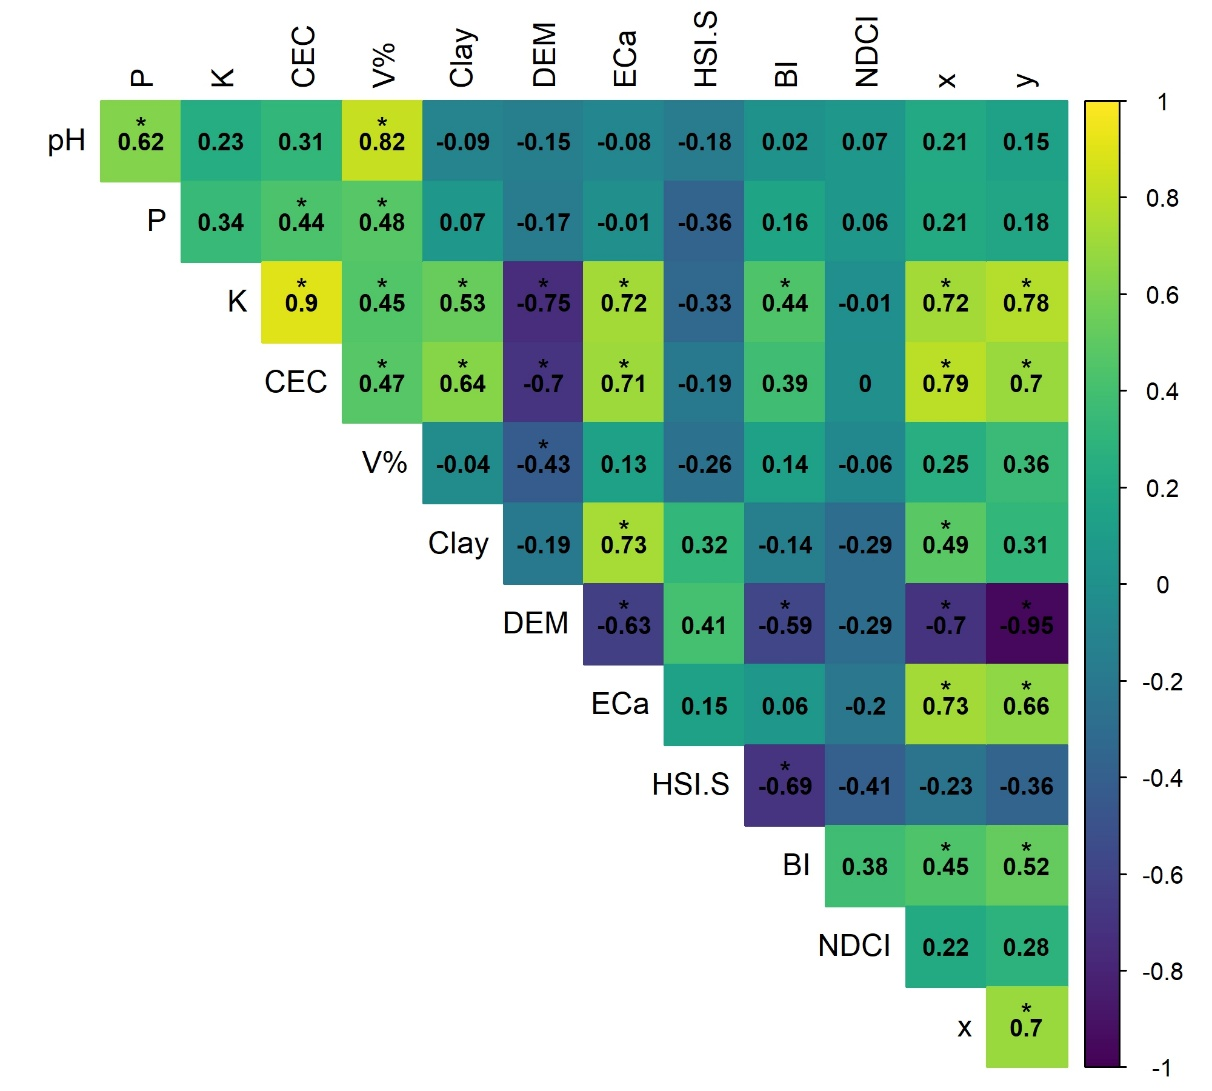 P K CEC V% Clay DEM ECa HSI.S BI NDCI x y
* *
pH 0.62 0.23 0.31 0.82 -0.09 -0.15 -0.08 -0.18 0.02 0.07 0.21 0.15
* *
P 0.34 0.44 0.48 0.07 -0.17 -0.01 -0.36 0.16 0.06 0.21 0.18
* * * * * * * *
K 0.9 0.45 0.53 -0.75 0.72 -0.33 0.44 -0.01 0.72 0.78
* * * * * *
CEC 0.47 0.64 -0.7 0.71 -0.19 0.39 0 0.79 0.7
*
V% -0.04 -0.43 0.13 -0.26 0.14 -0.06 0.25 0.36
* *
Clay -0.19 0.73 0.32 -0.14 -0.29 0.49 0.31
* * * *
DEM -0.63 0.41 -0.59 -0.29 -0.7 -0.95
* *
ECa 0.15 0.06 -0.2 0.73 0.66
*
HSI.S -0.69 -0.41 -0.23 -0.36
* *
BI 0.38 0.45 0.52
NDCI 0.22 0.28
*
x 0.7
1
0.8
0.6
0.4
0.2
0
-0.2
-0.4
-0.6
-0.8
-1